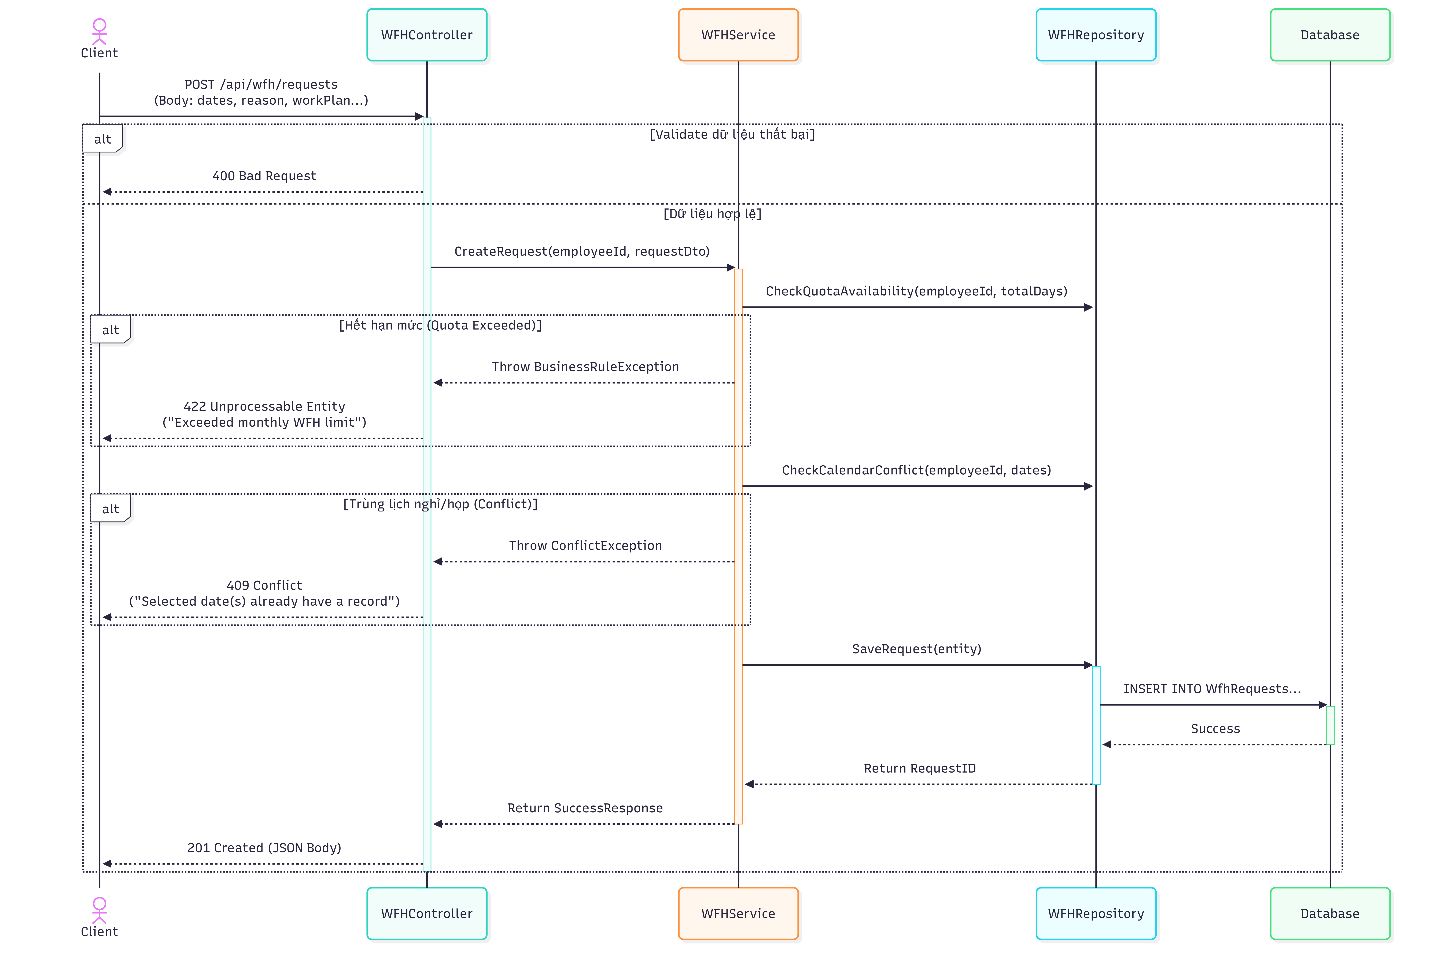 Client
WFHController
WFHService
WFHRepository
Database
POST /api/wfh/requests
(Body: dates, reason, workPlan...)
alt
[Validate dữ liệu thất bại]
400 Bad Request
[Dữ liệu hợp lệ]
CreateRequest(employeeId, requestDto)
CheckQuotaAvailability(employeeId, totalDays)
alt
[Hết hạn mức (Quota Exceeded)]
Throw BusinessRuleException
422 Unprocessable Entity
("Exceeded monthly WFH limit")
CheckCalendarConflict(employeeId, dates)
alt
[Trùng lịch nghỉ/họp (Conflict)]
Throw ConflictException
409 Conflict
("Selected date(s) already have a record")
SaveRequest(entity)
INSERT INTO WfhRequests...
Success
Return RequestID
Return SuccessResponse
201 Created (JSON Body)
Client
WFHController
WFHService
WFHRepository
Database